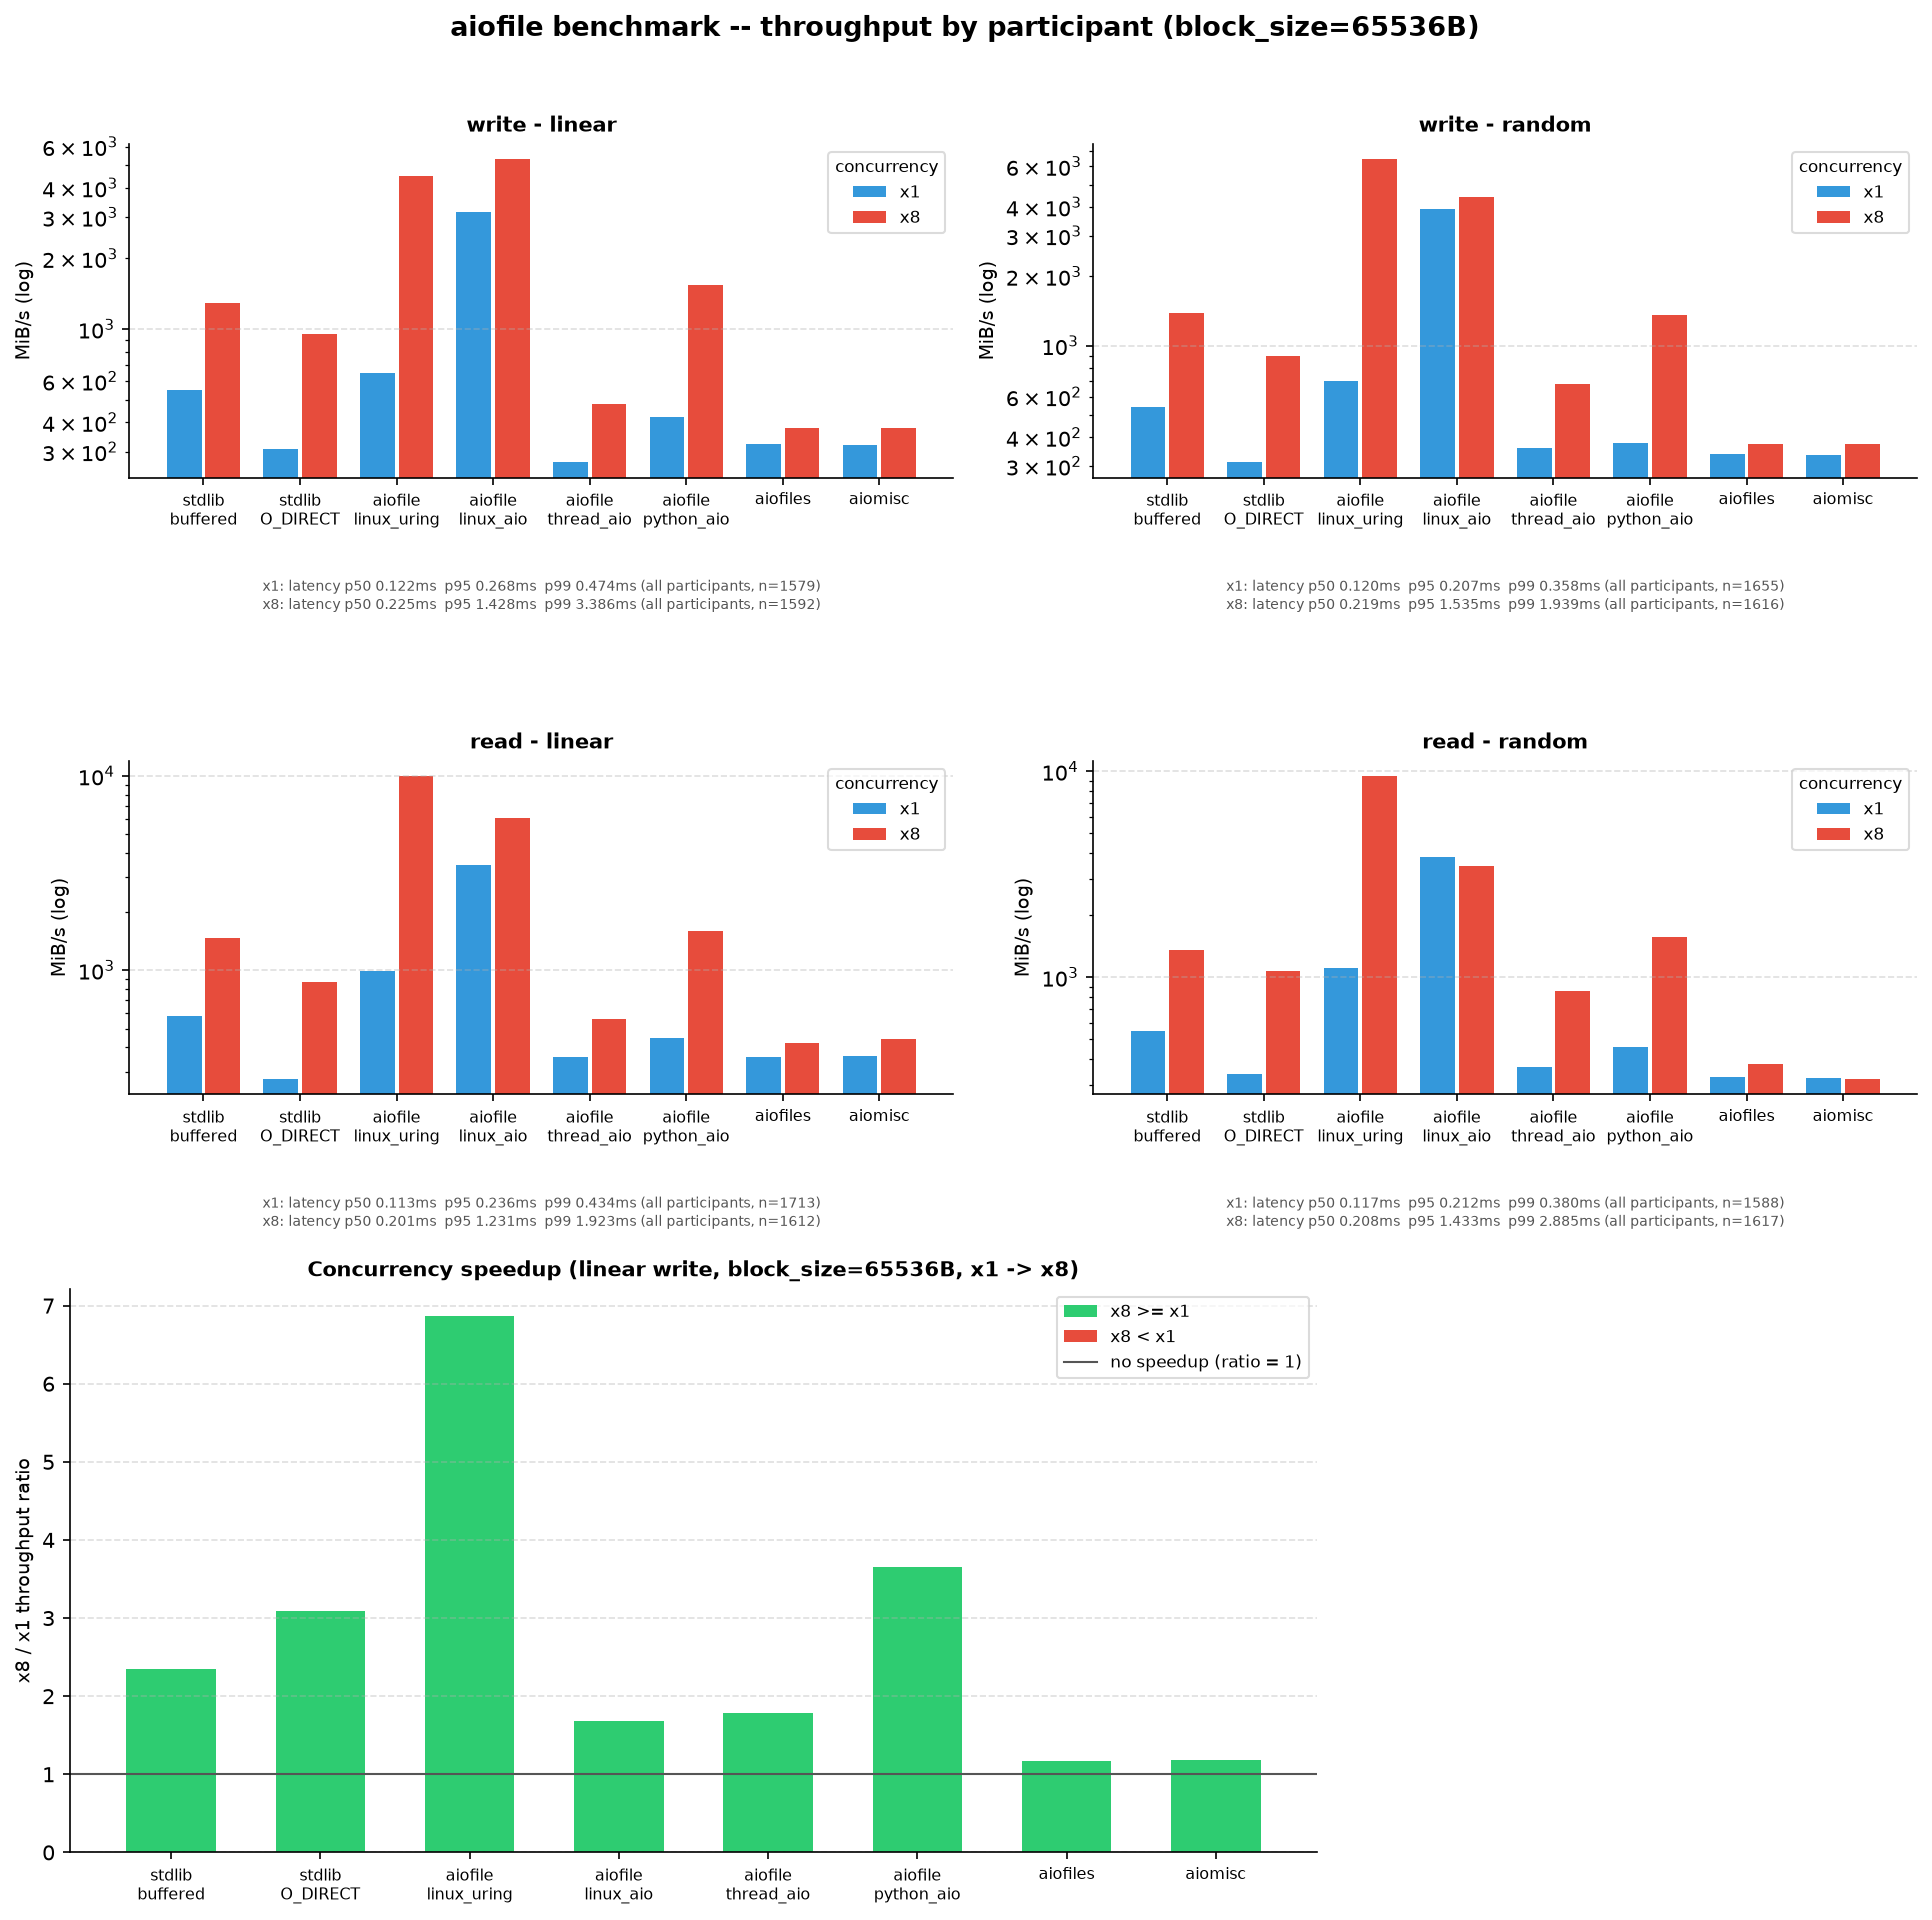 aiofile benchmark -- throughput by participant (block_size=65536B)
write - linear
MiB/s (log)
6 × 10³
4 × 10³
3 × 10³
2 × 10³
10³
6 × 10²
4 × 10²
3 × 10²
concurrency
x1
x8
stdlib buffered
stdlib O_DIRECT
aiofile linux_uring
aiofile linux_aio
aiofile thread_aio
aiofile python_aio
aiofiles
aiomisc
x1: latency p50 0.122ms  p95 0.268ms  p99 0.474ms (all participants, n=1579)
x8: latency p50 0.225ms  p95 1.428ms  p99 3.386ms (all participants, n=1592)
write - random
MiB/s (log)
6 × 10³
4 × 10³
3 × 10³
2 × 10³
10³
6 × 10²
4 × 10²
3 × 10²
concurrency
x1
x8
stdlib buffered
stdlib O_DIRECT
aiofile linux_uring
aiofile linux_aio
aiofile thread_aio
aiofile python_aio
aiofiles
aiomisc
x1: latency p50 0.120ms  p95 0.207ms  p99 0.358ms (all participants, n=1655)
x8: latency p50 0.219ms  p95 1.535ms  p99 1.939ms (all participants, n=1616)
read - linear
MiB/s (log)
10⁴
10³
concurrency
x1
x8
stdlib buffered
stdlib O_DIRECT
aiofile linux_uring
aiofile linux_aio
aiofile thread_aio
aiofile python_aio
aiofiles
aiomisc
x1: latency p50 0.113ms  p95 0.236ms  p99 0.434ms (all participants, n=1713)
x8: latency p50 0.201ms  p95 1.231ms  p99 1.923ms (all participants, n=1612)
read - random
MiB/s (log)
10⁴
10³
concurrency
x1
x8
stdlib buffered
stdlib O_DIRECT
aiofile linux_uring
aiofile linux_aio
aiofile thread_aio
aiofile python_aio
aiofiles
aiomisc
x1: latency p50 0.117ms  p95 0.212ms  p99 0.380ms (all participants, n=1588)
x8: latency p50 0.208ms  p95 1.433ms  p99 2.885ms (all participants, n=1617)
Concurrency speedup (linear write, block_size=65536B, x1 -> x8)
x8 / x1 throughput ratio
7
6
5
4
3
2
1
0
x8 >= x1
x8 < x1
no speedup (ratio = 1)
stdlib buffered
stdlib O_DIRECT
aiofile linux_uring
aiofile linux_aio
aiofile thread_aio
aiofile python_aio
aiofiles
aiomisc